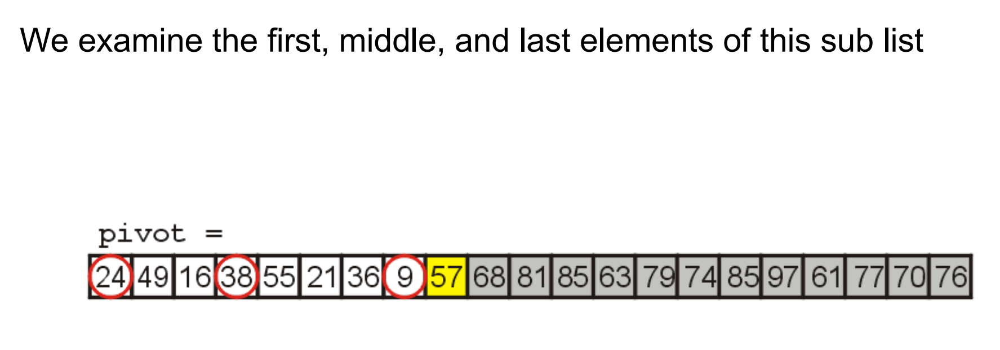 We examine the first, middle, and last elements of this sub list
pivot =
24 49 16 38 55 21 36 9 57 68 81 85 63 79 74 85 97 61 77 70 76